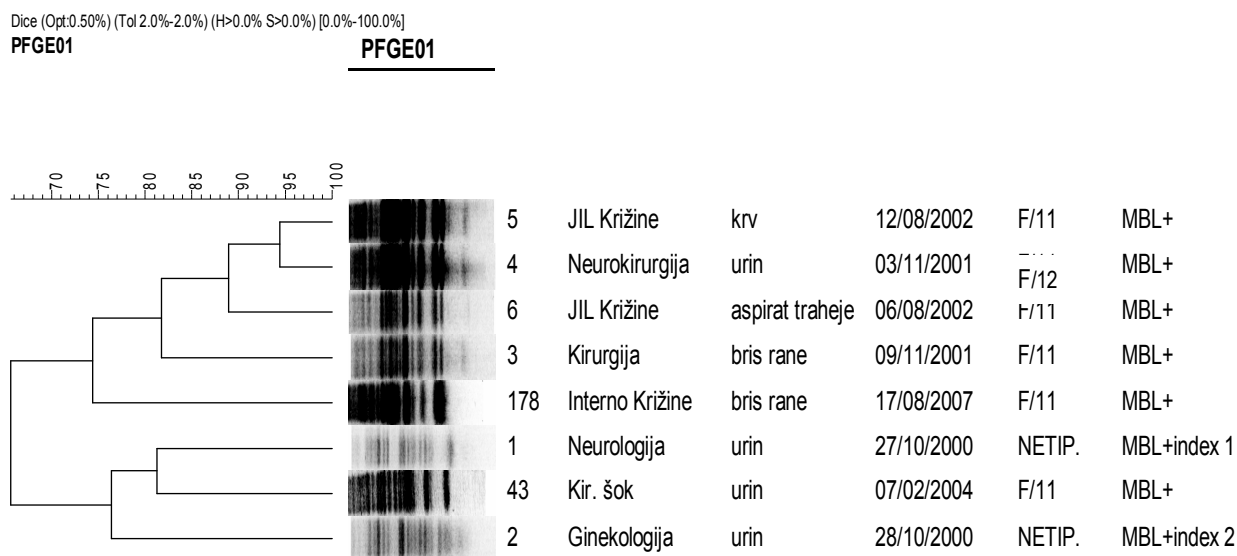 Dice (Opt:0.50%) (Tol 2.0%-2.0%) (H>0.0% S>0.0%) [0.0%-100.0%]
PFGE01 PFGE01
70 75 80 85 90 95 100
5 JIL Križine krv 12/08/2002 F/11 MBL+
4 Neurokirurgija urin 03/11/2001 F/12 MBL+
6 JIL Križine aspirat traheje 06/08/2002 F/11 MBL+
3 Kirurgija bris rane 09/11/2001 F/11 MBL+
178 Interno Križine bris rane 17/08/2007 F/11 MBL+
1 Neurologija urin 27/10/2000 NETIP. MBL+index 1
43 Kir. šok urin 07/02/2004 F/11 MBL+
2 Ginekologija urin 28/10/2000 NETIP. MBL+index 2